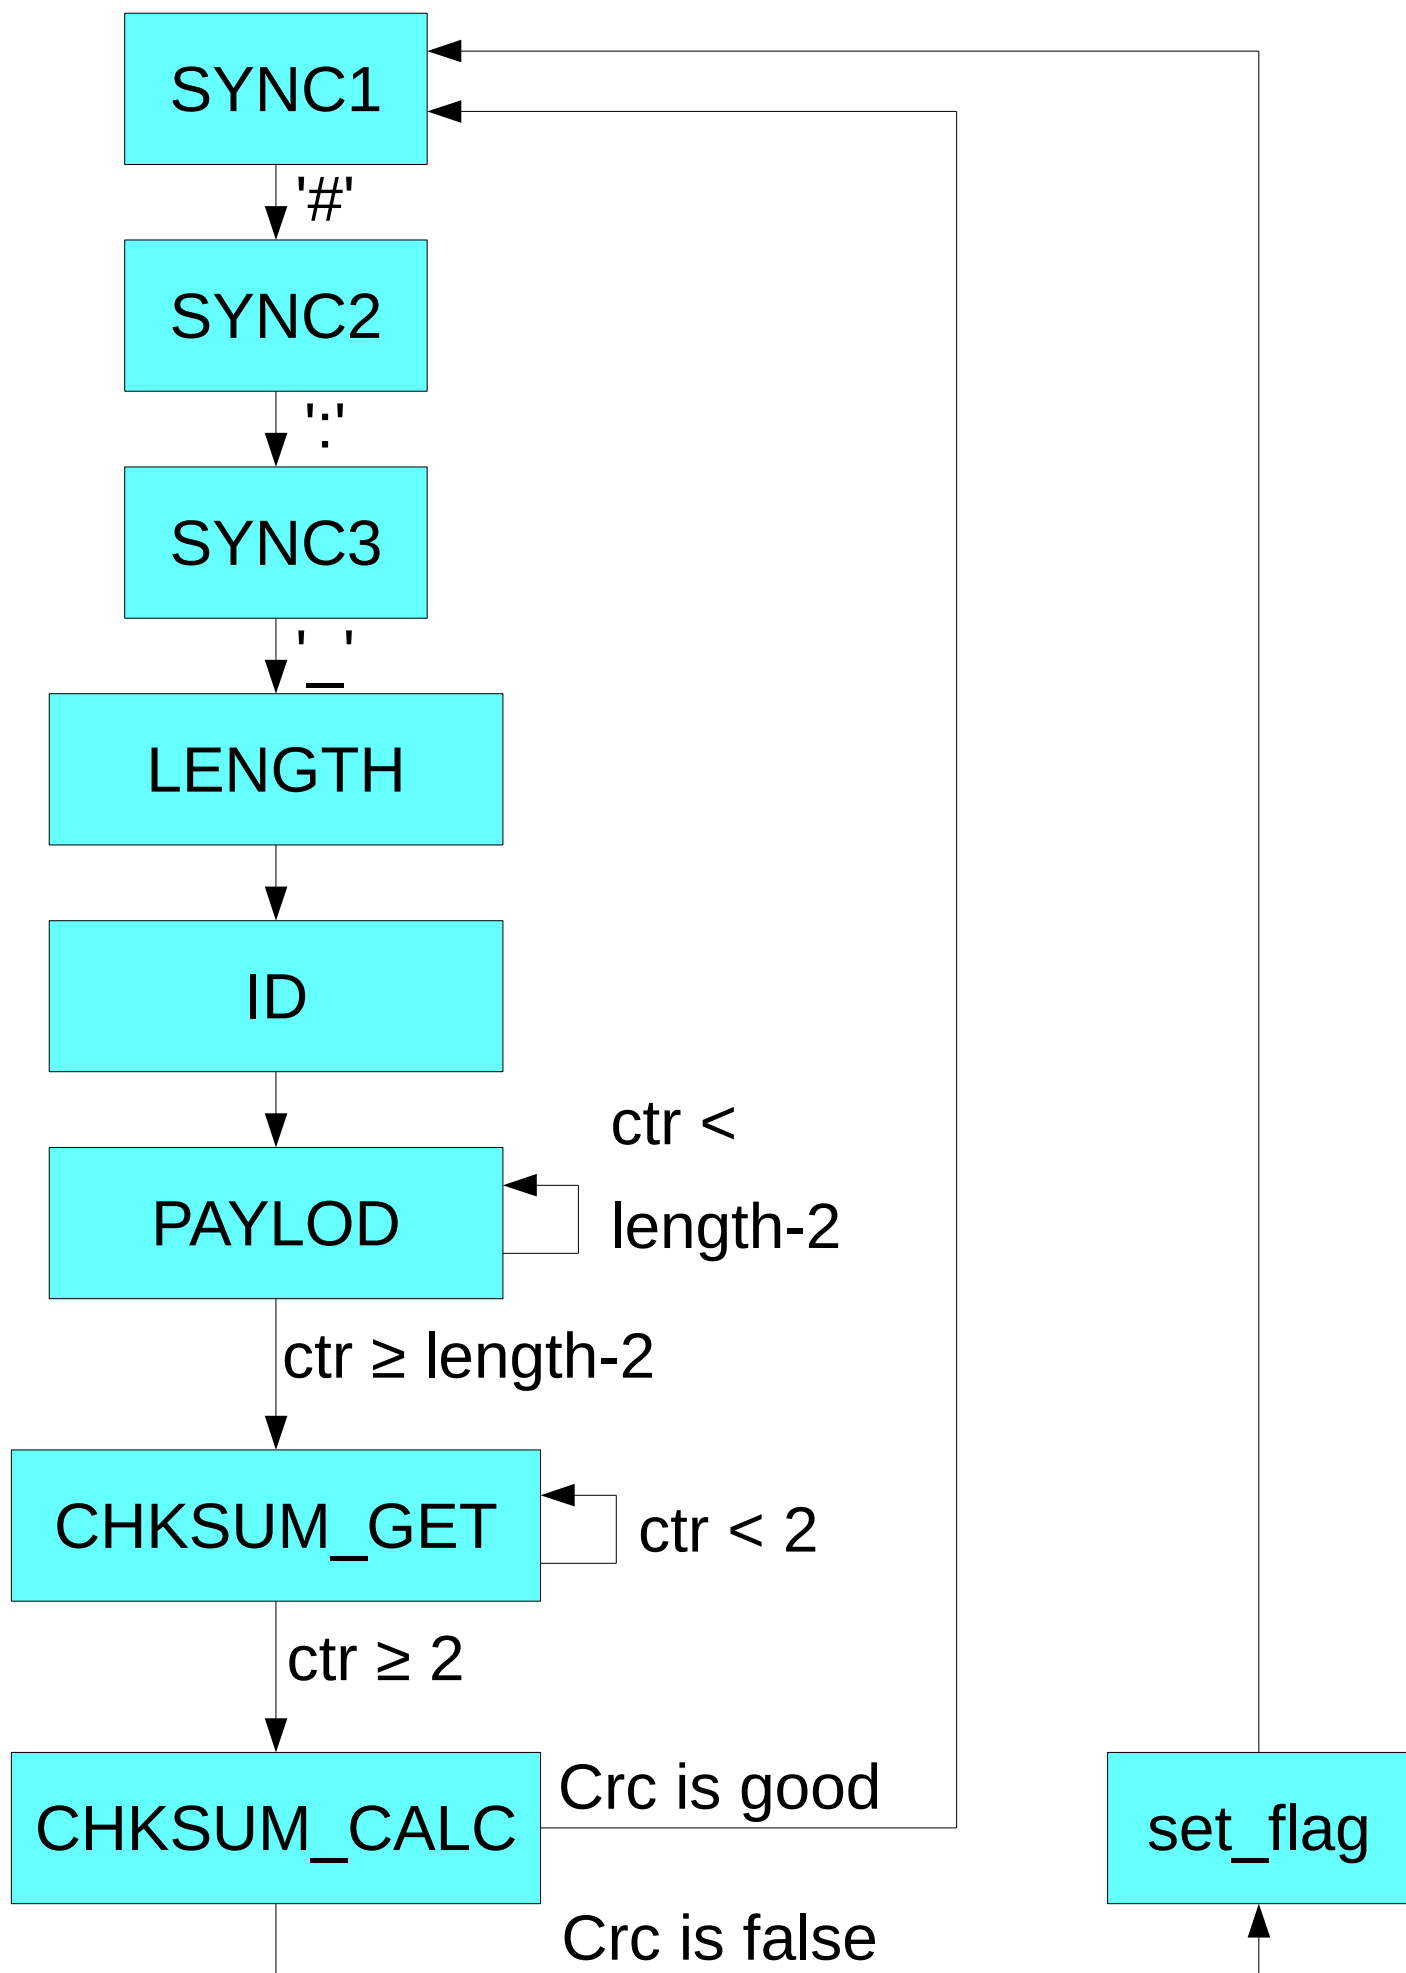 SYNC1
'#'
SYNC2
':'
SYNC3
'_'
LENGTH
ID
ctr <
PAYLOD
length-2
ctr ≥ length-2
CHKSUM_GET
ctr < 2
ctr ≥ 2
Crc is good
CHKSUM_CALC
set_flag
Crc is false